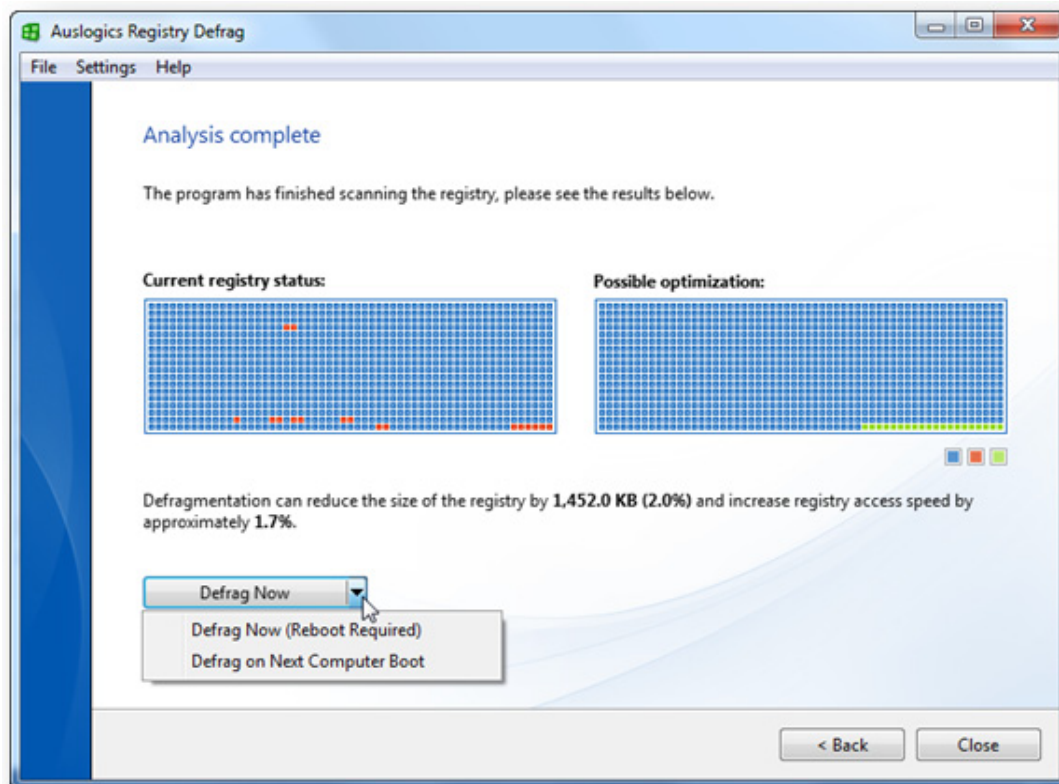 Auslogics Registry Defrag
File Settings Help
Analysis complete
The program has finished scanning the registry, please see the results below.
Current registry status:
Possible optimization:
Defragmentation can reduce the size of the registry by 1,452.0 KB (2.0%) and increase registry access speed by
approximately 1.7%.
Defrag Now
Defrag Now (Reboot Required)
Defrag on Next Computer Boot
< Back
Close